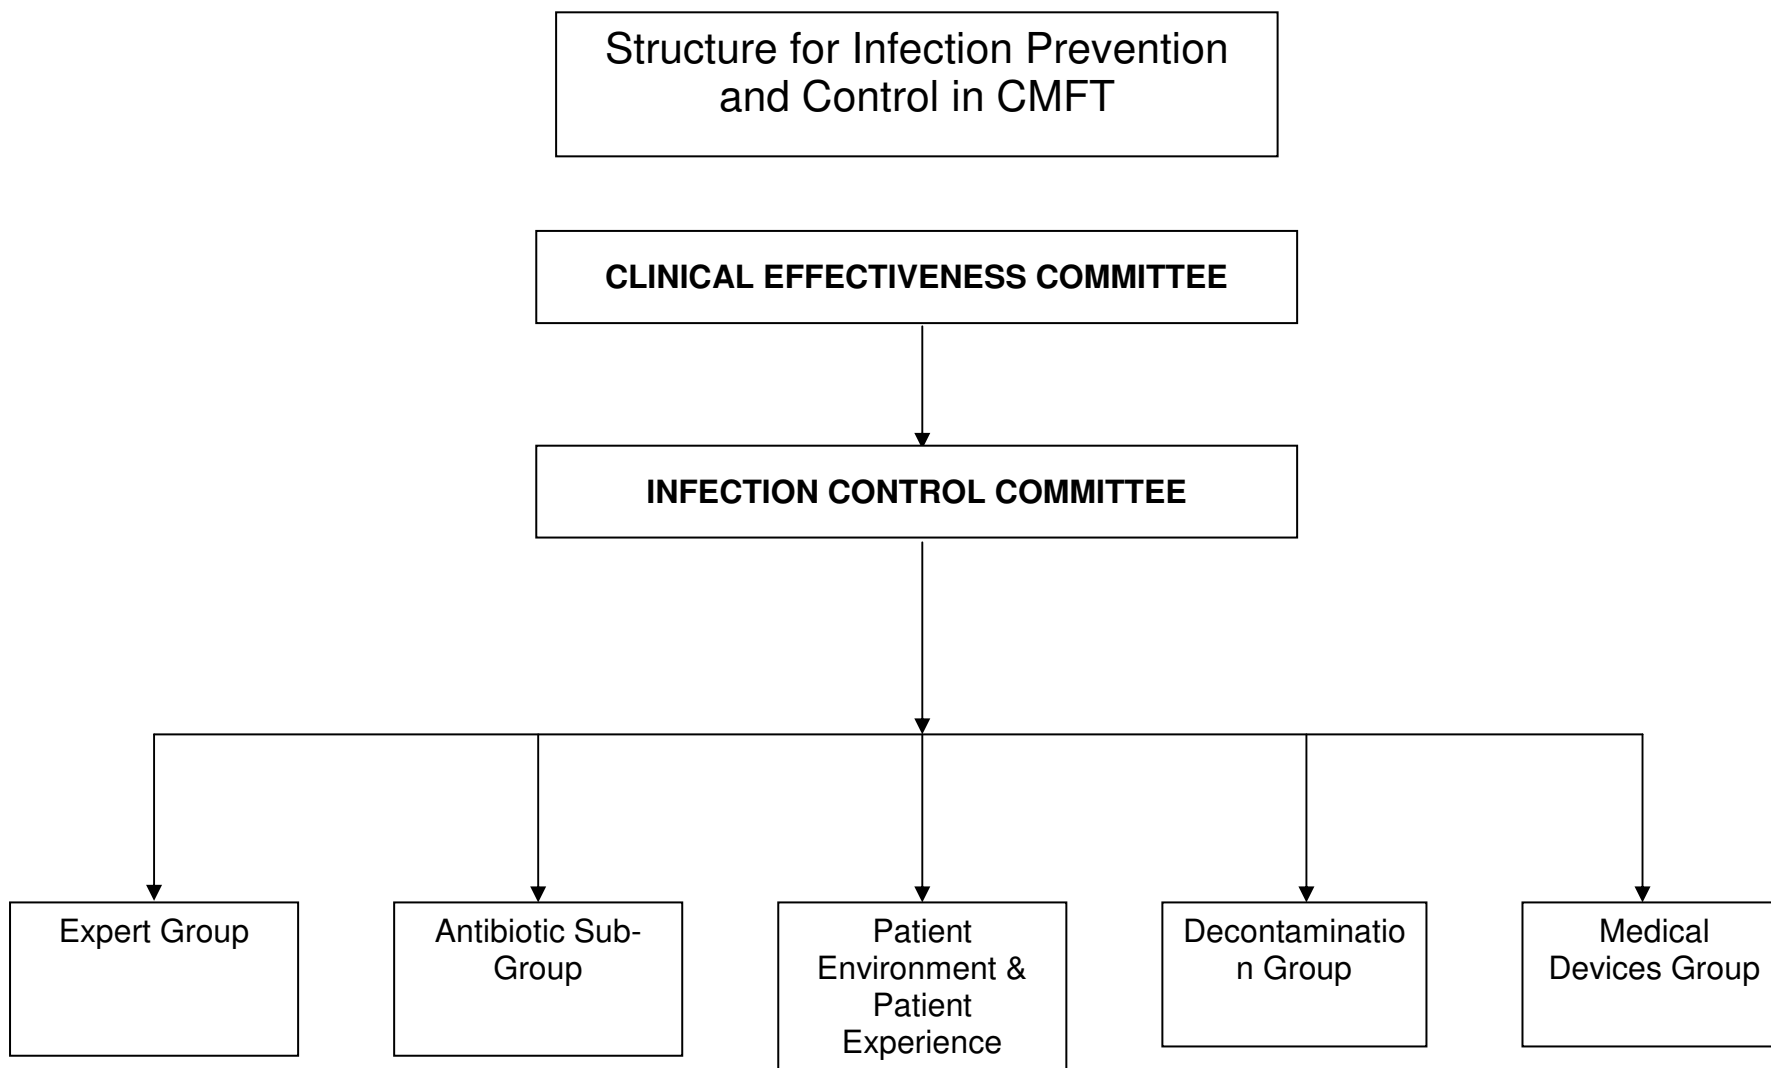 Structure for Infection Prevention
and Control in CMFT
CLINICAL EFFECTIVENESS COMMITTEE
INFECTION CONTROL COMMITTEE
Expert Group
Antibiotic Sub-
Group
Patient
Environment &
Patient
Experience
Decontaminatio
n Group
Medical
Devices Group